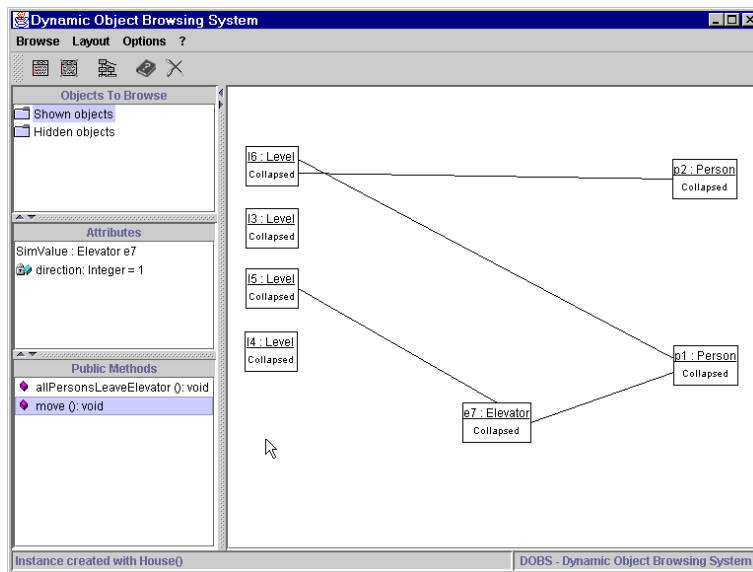 Dynamic Object Browsing System
Browse Layout Options ?
Objects To Browse
Shown objects
Hidden objects
Attributes
SimValue : Elevator e7
direction: Integer = 1
Public Methods
allPersonsLeaveElevator (): void
move (): void
l6 : Level
Collapsed
p2 : Person
Collapsed
l3 : Level
Collapsed
l5 : Level
Collapsed
l4 : Level
Collapsed
p1 : Person
Collapsed
e7 : Elevator
Collapsed
Instance created with House()
DOBS - Dynamic Object Browsing System